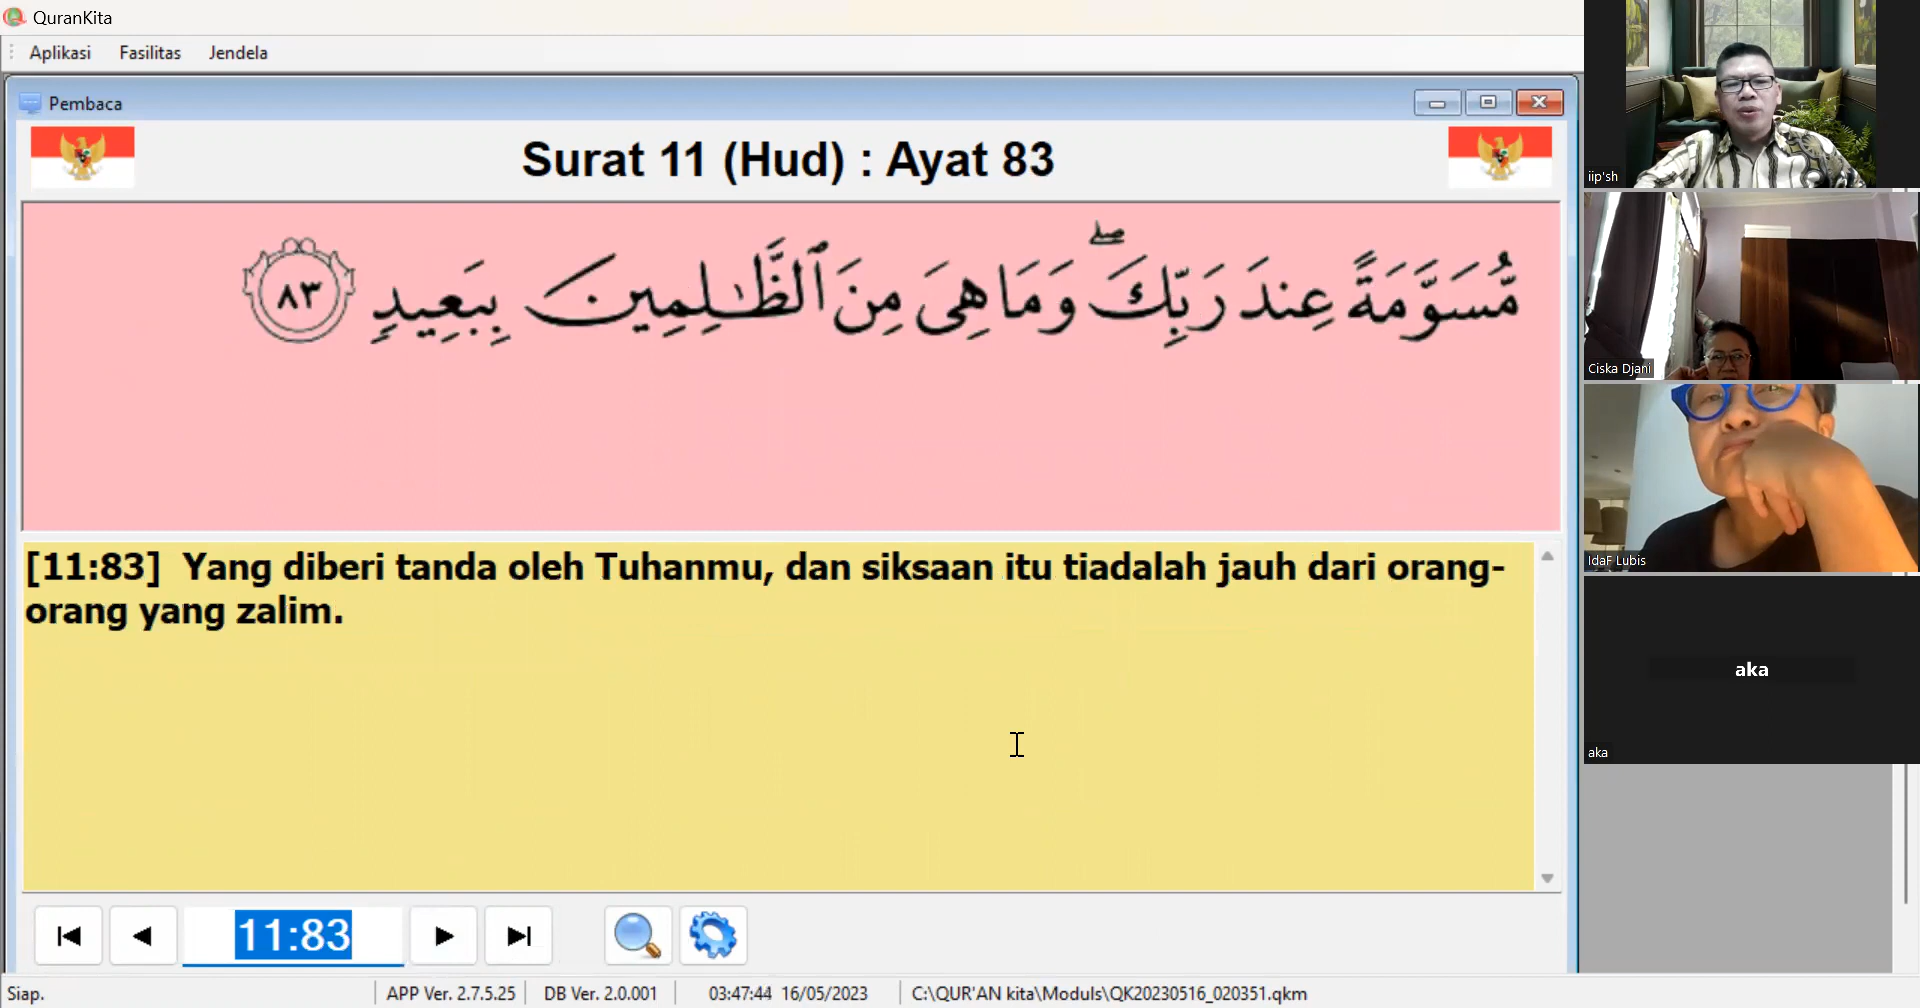 QuranKita
Aplikasi Fasilitas Jendela
Pembaca
Surat 11 (Hud) : Ayat 83
مُّسَوَّمَةً عِندَ رَبِّكَ ۖ وَمَا هِىَ مِنَ ٱلظَّـٰلِمِينَ بِبَعِيدٍ ٨٣
[11:83] Yang diberi tanda oleh Tuhanmu, dan siksaan itu tiadalah jauh dari orang-
orang yang zalim.
11:83
Siap. APP Ver. 2.7.5.25 DB Ver. 2.0.001 03:47:44 16/05/2023 C:\QUR'AN kita\Moduls\QK20230516_020351.qkm
iip'sh
Ciska Djani
IdaF Lubis
aka
aka